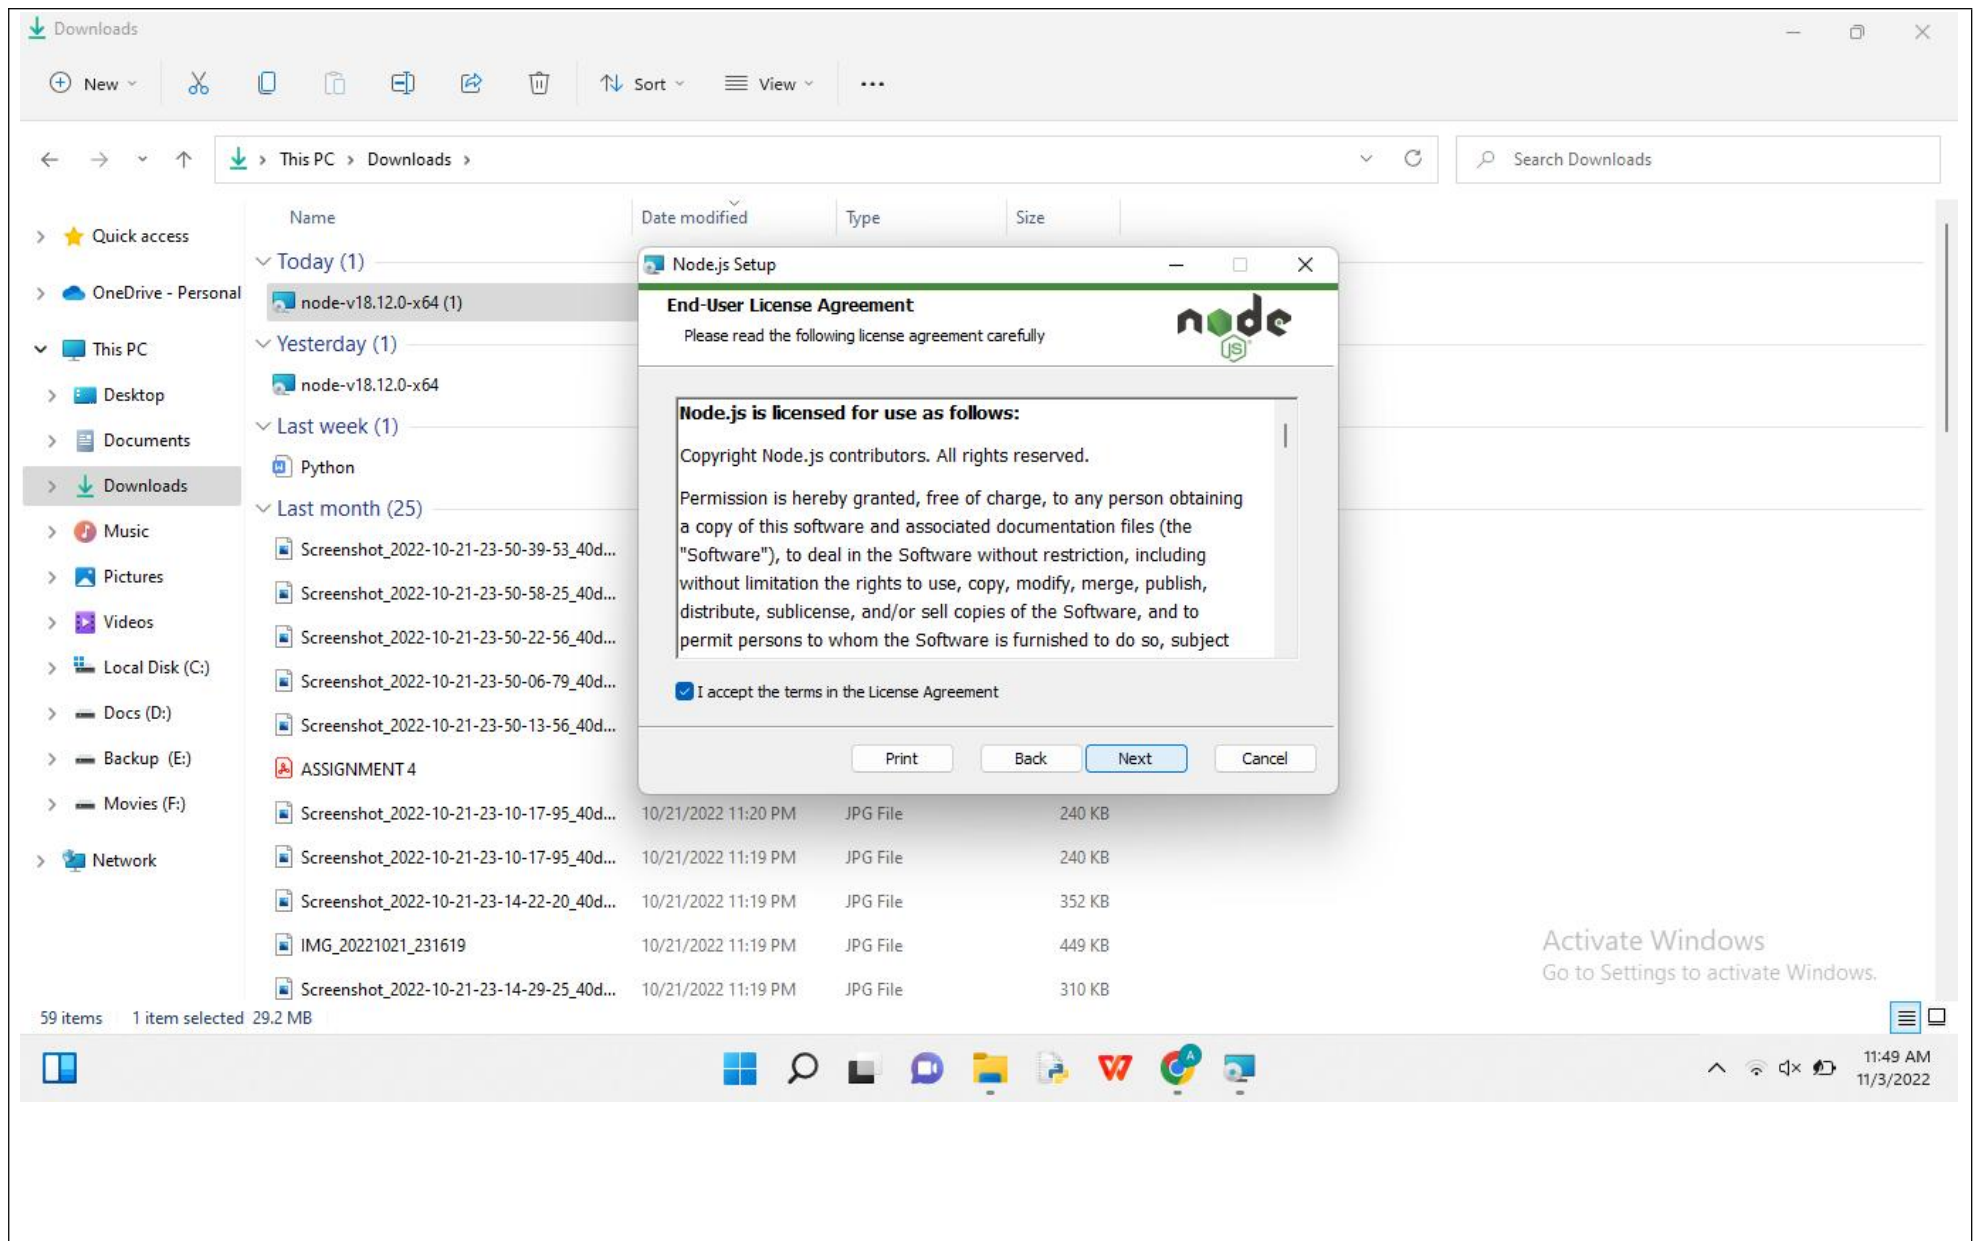 Downloads
New
Sort
View
This PC > Downloads >
Search Downloads
Name
Date modified
Type
Size
Quick access
OneDrive - Personal
This PC
Desktop
Documents
Downloads
Music
Pictures
Videos
Local Disk (C:)
Docs (D:)
Backup (E:)
Movies (F:)
Network
Today (1)
node-v18.12.0-x64 (1)
Yesterday (1)
node-v18.12.0-x64
Last week (1)
Python
Last month (25)
Screenshot_2022-10-21-23-50-39-53_40d...
Screenshot_2022-10-21-23-50-58-25_40d...
Screenshot_2022-10-21-23-50-22-56_40d...
Screenshot_2022-10-21-23-50-06-79_40d...
Screenshot_2022-10-21-23-50-13-56_40d...
ASSIGNMENT 4
Screenshot_2022-10-21-23-10-17-95_40d... 10/21/2022 11:20 PM JPG File 240 KB
Screenshot_2022-10-21-23-10-17-95_40d... 10/21/2022 11:19 PM JPG File 240 KB
Screenshot_2022-10-21-23-14-22-20_40d... 10/21/2022 11:19 PM JPG File 352 KB
IMG_20221021_231619 10/21/2022 11:19 PM JPG File 449 KB
Screenshot_2022-10-21-23-14-29-25_40d... 10/21/2022 11:19 PM JPG File 310 KB
Node.js Setup
End-User License Agreement
Please read the following license agreement carefully
node
JS
Node.js is licensed for use as follows:
Copyright Node.js contributors. All rights reserved.
Permission is hereby granted, free of charge, to any person obtaining
a copy of this software and associated documentation files (the
"Software"), to deal in the Software without restriction, including
without limitation the rights to use, copy, modify, merge, publish,
distribute, sublicense, and/or sell copies of the Software, and to
permit persons to whom the Software is furnished to do so, subject
I accept the terms in the License Agreement
Print
Back
Next
Cancel
Activate Windows
Go to Settings to activate Windows.
59 items
1 item selected 29.2 MB
A
11:49 AM
11/3/2022